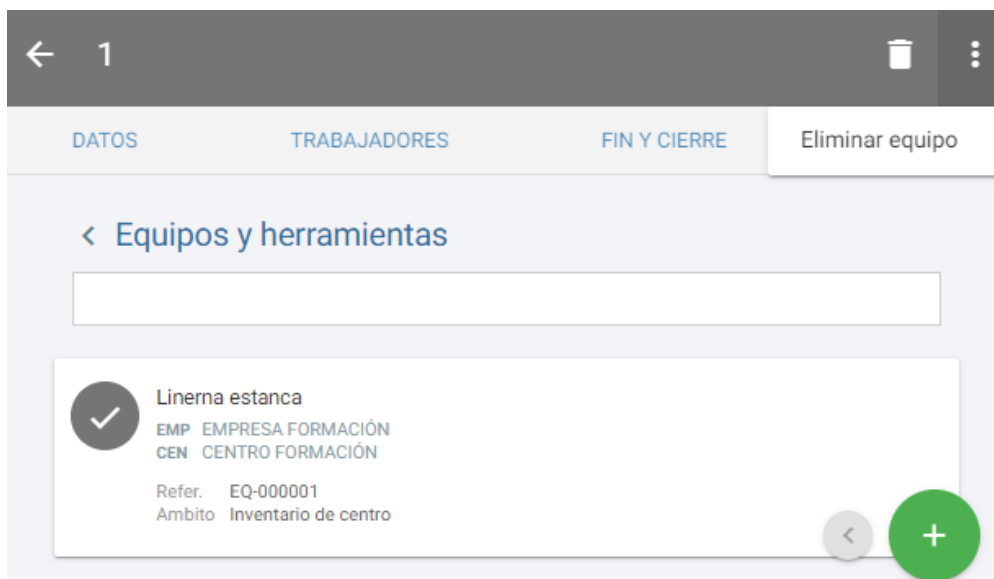 1
DATOS TRABAJADORES FIN Y CIERRE Eliminar equipo
Equipos y herramientas
Linerna estanca
EMP EMPRESA FORMACIÓN
CEN CENTRO FORMACIÓN
Refer. EQ-000001
Ambito Inventario de centro